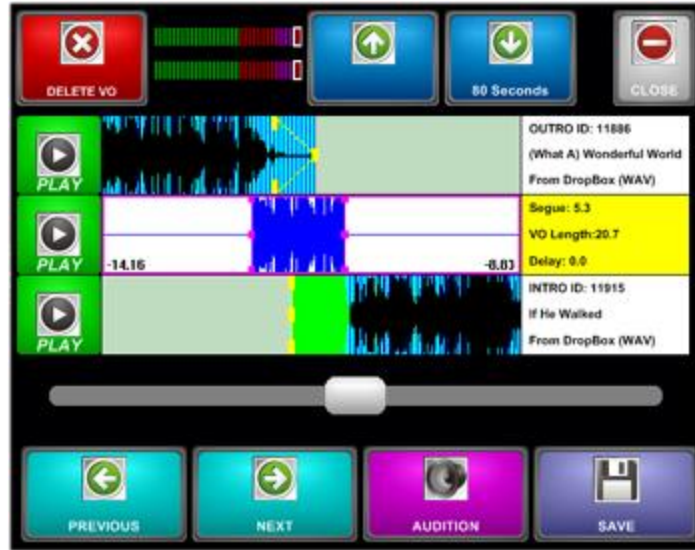 DELETE VO
80 Seconds
CLOSE
PLAY
OUTRO ID: 11886
(What A) Wonderful World
From DropBox (WAV)
PLAY
-14.16
-8.83
Segue: 5.3
VO Length:20.7
Delay: 0.0
PLAY
INTRO ID: 11915
If He Walked
From DropBox (WAV)
PREVIOUS
NEXT
AUDITION
SAVE